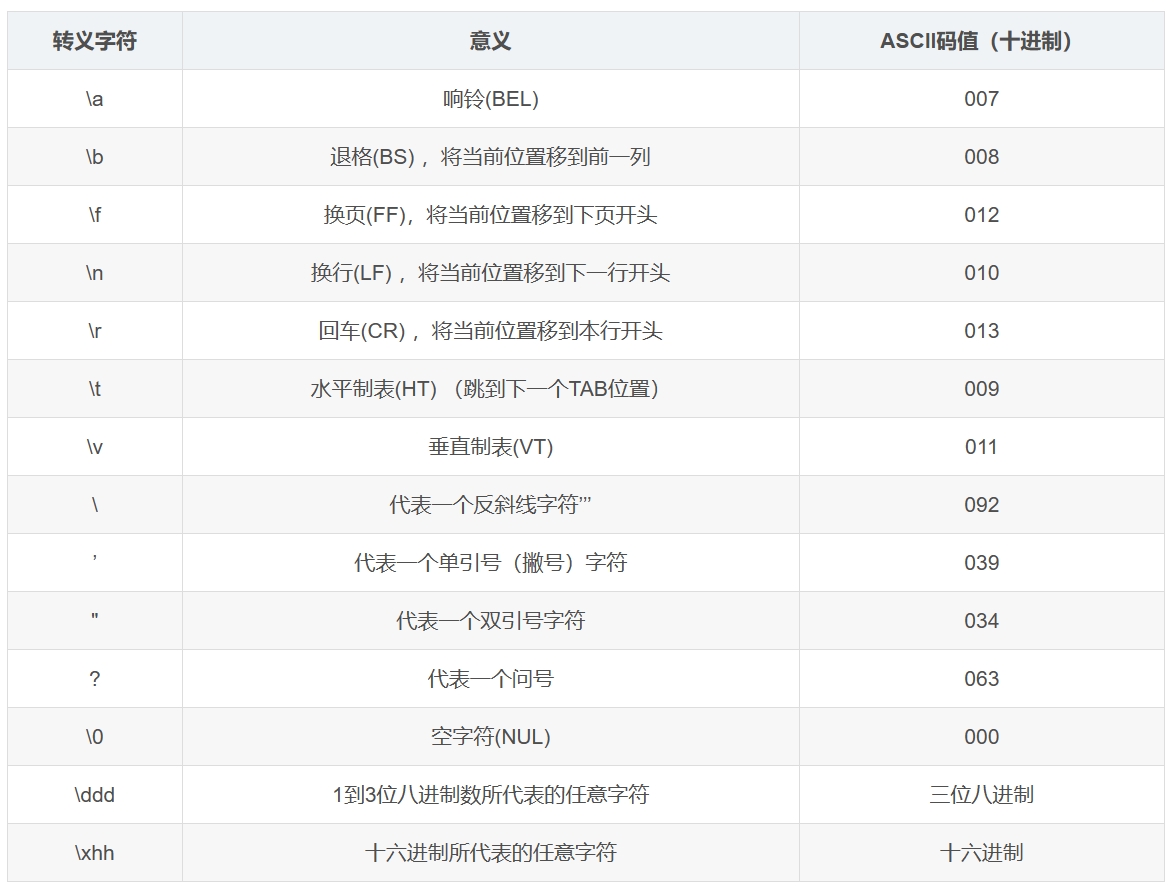 转义字符 意义 ASCII码值（十进制）
\a 响铃(BEL) 007
\b 退格(BS) ，将当前位置移到前一列 008
\f 换页(FF)，将当前位置移到下页开头 012
\n 换行(LF) ，将当前位置移到下一行开头 010
\r 回车(CR) ，将当前位置移到本行开头 013
\t 水平制表(HT) （跳到下一个TAB位置） 009
\v 垂直制表(VT) 011
\ 代表一个反斜线字符’’’ 092
’ 代表一个单引号（撇号）字符 039
" 代表一个双引号字符 034
? 代表一个问号 063
\0 空字符(NUL) 000
\ddd 1到3位八进制数所代表的任意字符 三位八进制
\xhh 十六进制所代表的任意字符 十六进制